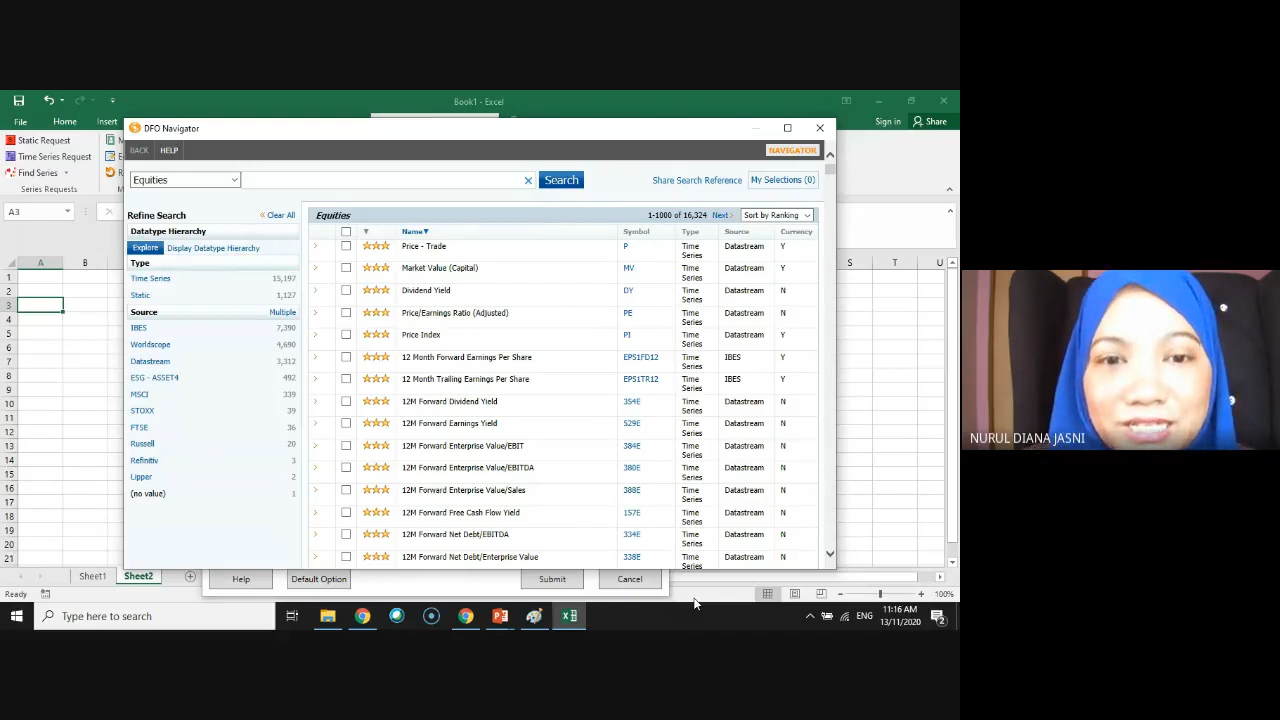 Book1 - Excel
File Home Insert Sign in Share
Static Request
Time Series Request
Find Series
Series Requests
A3
DFO Navigator
BACK HELP NAVIGATOR
Equities Search Share Search Reference My Selections (0)
Refine Search Clear All
Datatype Hierarchy
Explore Display Datatype Hierarchy
Type
Time Series 15,197
Static 1,127
Source Multiple
IBES 7,390
Worldscope 4,690
Datastream 3,312
ESG - ASSET4 492
MSCI 339
STOXX 39
FTSE 36
Russell 20
Refinitiv 3
Lipper 2
(no value) 1
Equities 1-1000 of 16,324 Next Sort by Ranking
Name Symbol Type Source Currency
Price - Trade P Time Series Datastream Y
Market Value (Capital) MV Time Series Datastream Y
Dividend Yield DY Time Series Datastream N
Price/Earnings Ratio (Adjusted) PE Time Series Datastream N
Price Index PI Time Series Datastream Y
12 Month Forward Earnings Per Share EPS1FD12 Time Series IBES Y
12 Month Trailing Earnings Per Share EPS1TR12 Time Series IBES Y
12M Forward Dividend Yield 354E Time Series Datastream N
12M Forward Earnings Yield 529E Time Series Datastream N
12M Forward Enterprise Value/EBIT 384E Time Series Datastream N
12M Forward Enterprise Value/EBITDA 380E Time Series Datastream N
12M Forward Enterprise Value/Sales 388E Time Series Datastream N
12M Forward Free Cash Flow Yield 157E Time Series Datastream N
12M Forward Net Debt/EBITDA 334E Time Series Datastream N
12M Forward Net Debt/Enterprise Value 338E Time Series Datastream N
A B S T U
1
2
3
4
5
6
7
8
9
10
11
12
13
14
15
16
17
18
19
20
21
Help Default Option Submit Cancel
Sheet1 Sheet2
Ready 100%
Type here to search
ENG
11:16 AM
13/11/2020
2
NURUL DIANA JASNI